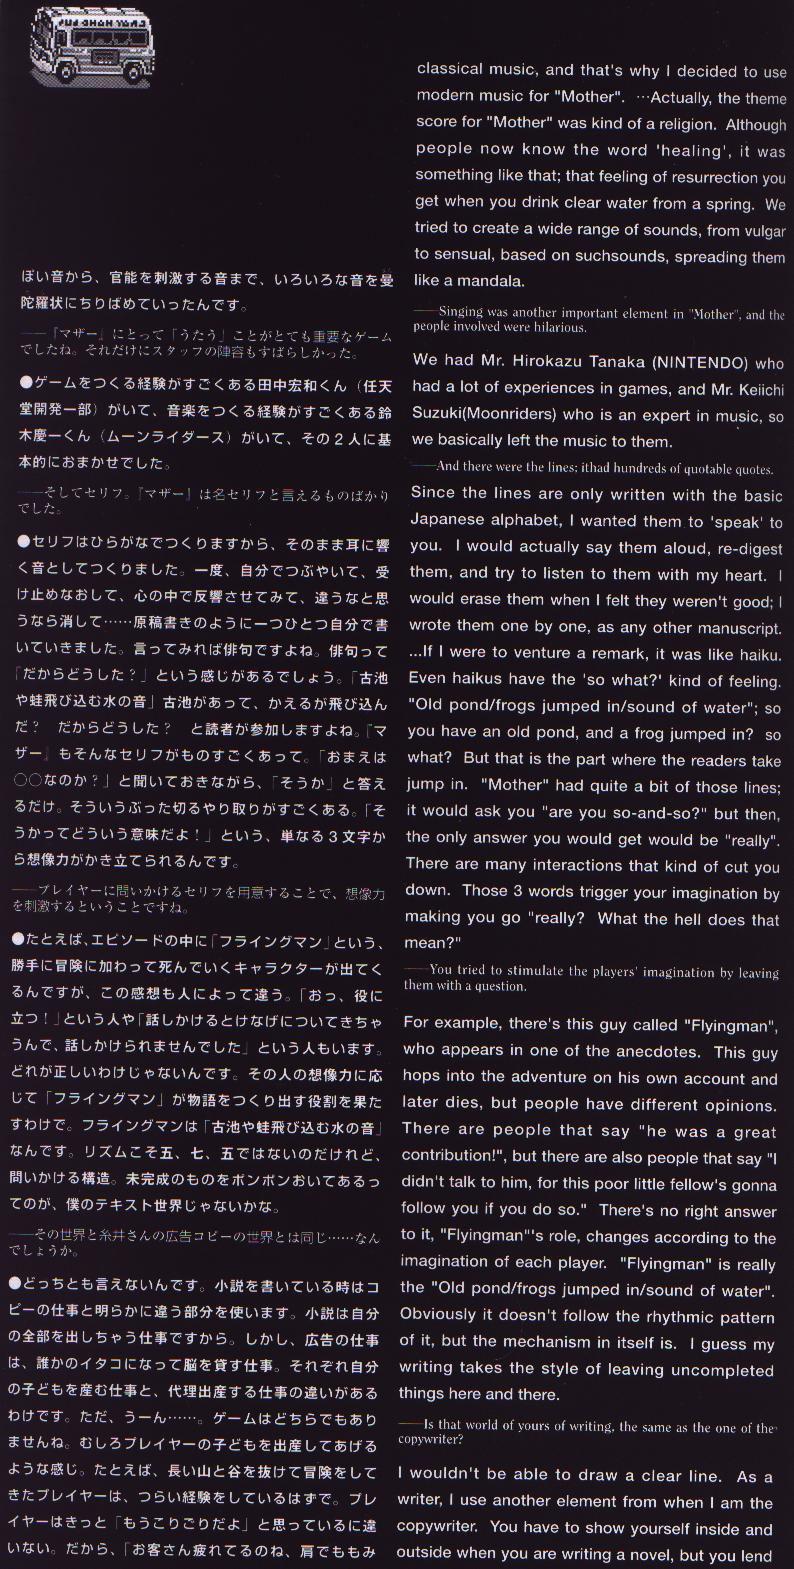 ぽい音から、官能を刺激する音まで、いろいろな音を曼
陀羅状にちりばめていったんです。
──『マザー』にとって「うたう」ことがとても重要なゲーム
でしたね。それだけにスタッフの陣容もすばらしかった。
●ゲームをつくる経験がすごくある田中宏和くん（任天
堂開発一部）がいて、音楽をつくる経験がすごくある鈴
木慶一くん（ムーンライダース）がいて、その2人に基
本的におまかせでした。
──そしてセリフ。『マザー』は名セリフと言えるものばかり
でした。
●セリフはひらがなでつくりますから、そのまま耳に響
く音としてつくりました。一度、自分でつぶやいて、受
け止めなおして、心の中で反響させてみて、違うなと思
うなら消して……原稿書きのように一つひとつ自分で書
いていきました。言ってみれば俳句ですよね。俳句って
「だからどうした？」という感じがあるでしょう。「古池
や蛙飛び込む水の音」古池があって、かえるが飛び込ん
だ？　だからどうした？　と読者が参加しますよね。『マ
ザー』もそんなセリフがものすごくあって。「おまえは
○○なのか？」と聞いておきながら、「そうか」と答え
るだけ。そういうぶった切るやり取りがすごくある。「そ
うかってどういう意味だよ！」という、単なる3文字か
ら想像力がかき立てられるんです。
──プレイヤーに問いかけるセリフを用意することで、想像力
を刺激するということですね。
●たとえば、エピソードの中に「フライングマン」という、
勝手に冒険に加わって死んでいくキャラクターが出てく
るんですが、この感想も人によって違う。「おっ、役に
立つ！」という人や「話しかけるとけなげについてきちゃ
うんで、話しかけられませんでした」という人もいます。
どれが正しいわけじゃないんです。その人の想像力に応
じて「フライングマン」が物語をつくり出す役割を果た
すわけで。フライングマンは「古池や蛙飛び込む水の音」
なんです。リズムこそ五、七、五ではないのだけれど、
問いかける構造。未完成のものをポンポンおいてあるっ
てのが、僕のテキスト世界じゃないかな。
──その世界と糸井さんの広告コピーの世界とは同じ……なん
でしょうか。
●どっちとも言えないんです。小説を書いている時はコ
ピーの仕事と明らかに違う部分を使います。小説は自分
の全部を出しちゃう仕事ですから。しかし、広告の仕事
は、誰かのイタコになって脳を貸す仕事。それぞれ自分
の子どもを産む仕事と、代理出産する仕事の違いがある
わけです。ただ、うーん……。ゲームはどちらでもあり
ませんね。むしろプレイヤーの子どもを出産してあげる
ような感じ。たとえば、長い山と谷を抜けて冒険をして
きたプレイヤーは、つらい経験をしているはずで。プレ
イヤーはきっと「もうこりごりだよ」と思っているに違
いない。だから、「お客さん疲れてるのね、肩でももみ
classical music, and that's why I decided to use
modern music for "Mother".  …Actually, the theme
score for "Mother" was kind of a religion.  Although
people now know the word 'healing', it was
something like that; that feeling of resurrection you
get when you drink clear water from a spring.  We
tried to create a wide range of sounds, from vulgar
to sensual, based on suchsounds, spreading them
like a mandala.
──Singing was another important element in "Mother", and the
people involved were hilarious.
We had Mr. Hirokazu Tanaka (NINTENDO) who
had a lot of experiences in games, and Mr. Keiichi
Suzuki(Moonriders) who is an expert in music, so
we basically left the music to them.
──And there were the lines; ithad hundreds of quotable quotes.
Since the lines are only written with the basic
Japanese alphabet, I wanted them to 'speak' to
you.  I would actually say them aloud, re-digest
them, and try to listen to them with my heart.  I
would erase them when I felt they weren't good; I
wrote them one by one, as any other manuscript.
...If I were to venture a remark, it was like haiku.
Even haikus have the 'so what?' kind of feeling.
"Old pond/frogs jumped in/sound of water"; so
you have an old pond, and a frog jumped in?  so
what?  But that is the part where the readers take
jump in.  "Mother" had quite a bit of those lines;
it would ask you "are you so-and-so?" but then,
the only answer you would get would be "really".
There are many interactions that kind of cut you
down.  Those 3 words trigger your imagination by
making you go "really?  What the hell does that
mean?"
──You tried to stimulate the players' imagination by leaving
them with a question.
For example, there's this guy called "Flyingman",
who appears in one of the anecdotes.  This guy
hops into the adventure on his own account and
later dies, but people have different opinions.
There are people that say "he was a great
contribution!", but there are also people that say "I
didn't talk to him, for this poor little fellow's gonna
follow you if you do so."  There's no right answer
to it, "Flyingman"'s role, changes according to the
imagination of each player.  "Flyingman" is really
the "Old pond/frogs jumped in/sound of water".
Obviously it doesn't follow the rhythmic pattern
of it, but the mechanism in itself is.  I guess my
writing takes the style of leaving uncompleted
things here and there.
──Is that world of yours of writing, the same as the one of the
copywriter?
I wouldn't be able to draw a clear line.  As a
writer, I use another element from when I am the
copywriter.  You have to show yourself inside and
outside when you are writing a novel, but you lend